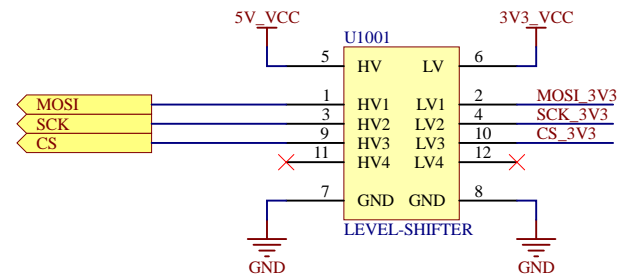 5V_VCC 3V3_VCC
U1001
5 HV LV 6
MOSI 1 HV1 LV1 2 MOSI_3V3
SCK 3 HV2 LV2 4 SCK_3V3
CS 9 HV3 LV3 10 CS_3V3
11 HV4 LV4 12
7 GND GND 8
LEVEL-SHIFTER
GND GND